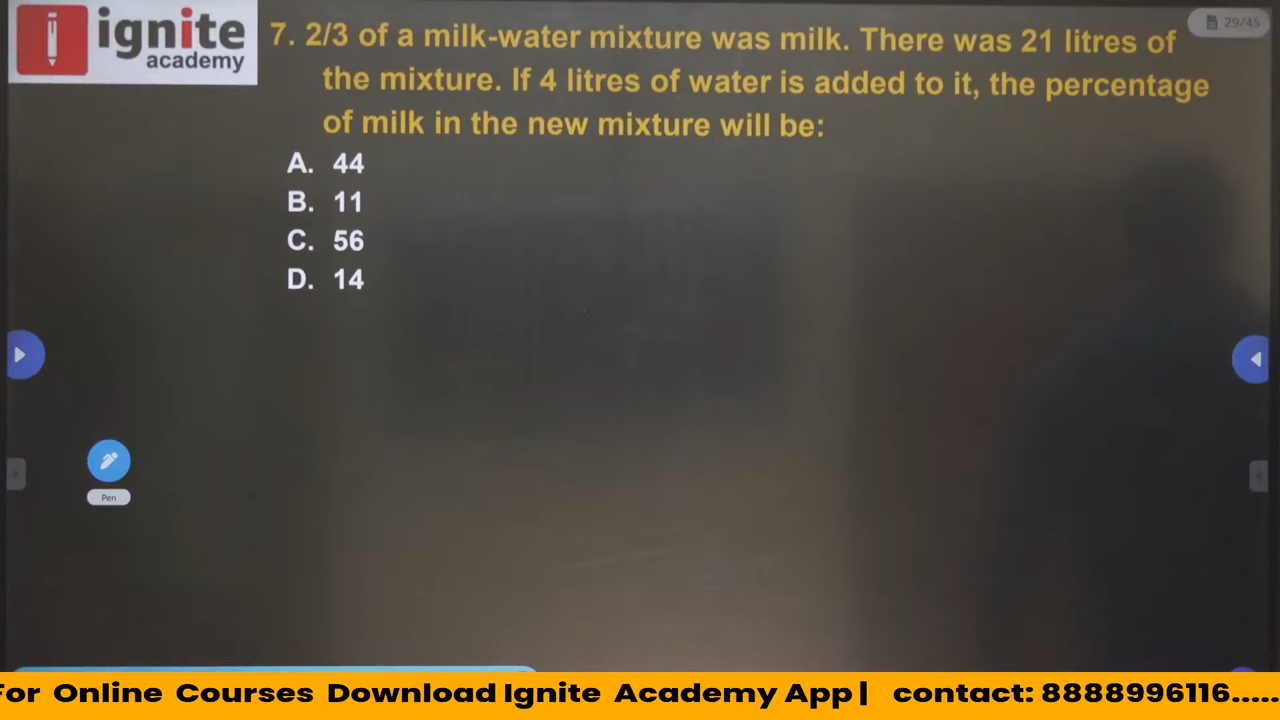 ignite
academy
29/45
7. 2/3 of a milk-water mixture was milk. There was 21 litres of
the mixture. If 4 litres of water is added to it, the percentage
of milk in the new mixture will be:
A. 44
B. 11
C. 56
D. 14
Pen
For Online Courses Download Ignite Academy App | contact: 8888996116.....